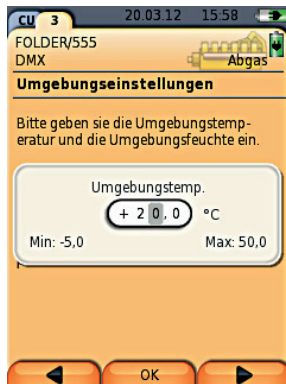 CU 3 20.03.12 15:58
FOLDER/555
DMX Abgas
Umgebungseinstellungen
Bitte geben sie die Umgebungstemp-
eratur und die Umgebungsfeuchte ein.
Umgebungstemp.
+ 2 0 , 0 °C
Min: -5,0 Max: 50,0
OK